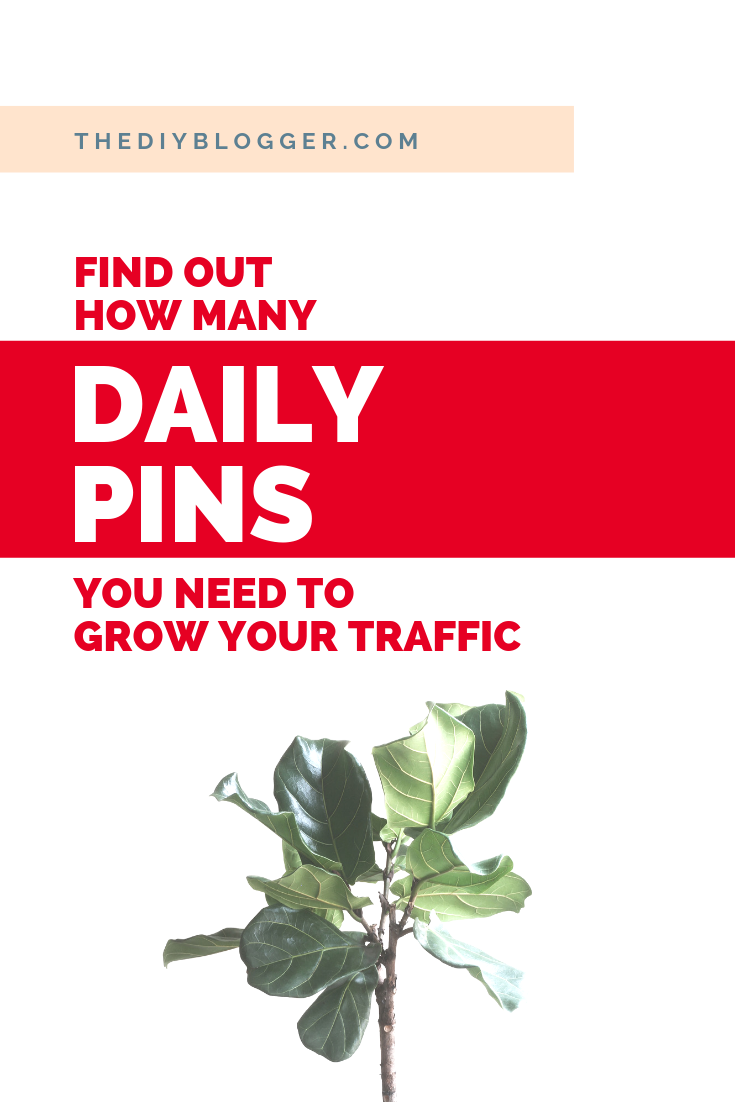 THEDIYBLOGGER.COM
FIND OUT
HOW MANY
DAILY
PINS
YOU NEED TO
GROW YOUR TRAFFIC